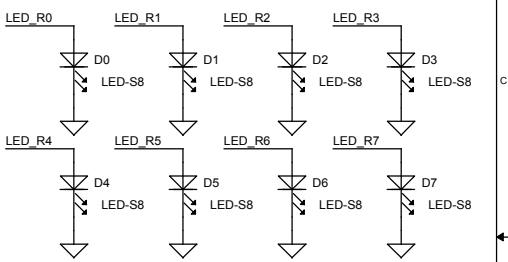 LED_R0 LED_R1 LED_R2 LED_R3
D0 D1 D2 D3
LED-S8 LED-S8 LED-S8 LED-S8 C
LED_R4 LED_R5 LED_R6 LED_R7
D4 D5 D6 D7
LED-S8 LED-S8 LED-S8 LED-S8